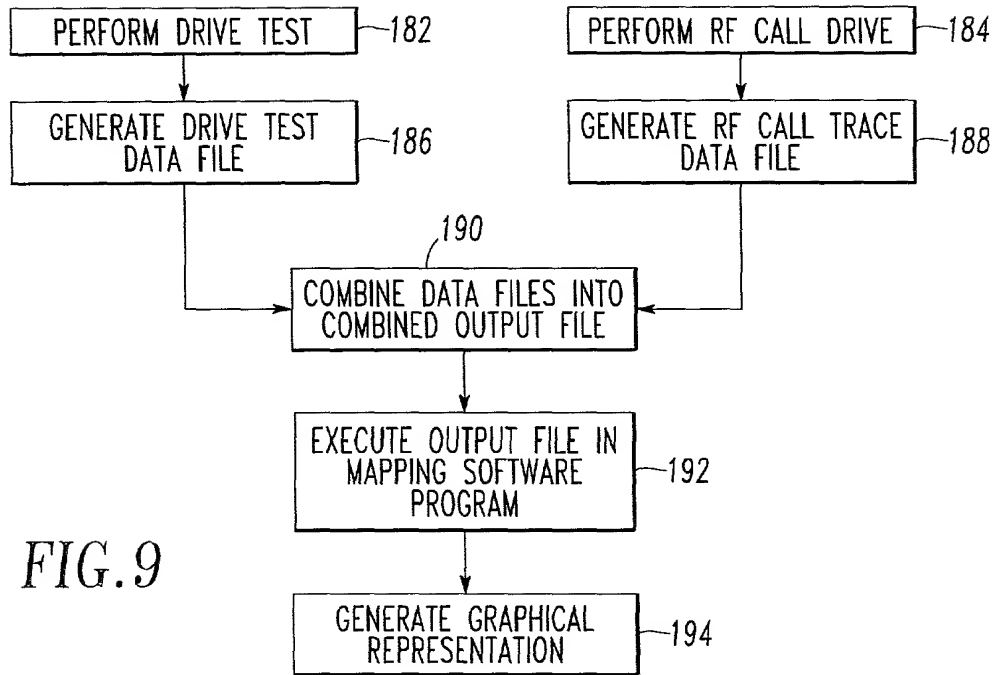 PERFORM DRIVE TEST
182
PERFORM RF CALL DRIVE
184
GENERATE DRIVE TEST
DATA FILE
186
GENERATE RF CALL TRACE
DATA FILE
188
190
COMBINE DATA FILES INTO
COMBINED OUTPUT FILE
EXECUTE OUTPUT FILE IN
MAPPING SOFTWARE
PROGRAM
192
FIG.9
GENERATE GRAPHICAL
REPRESENTATION
194